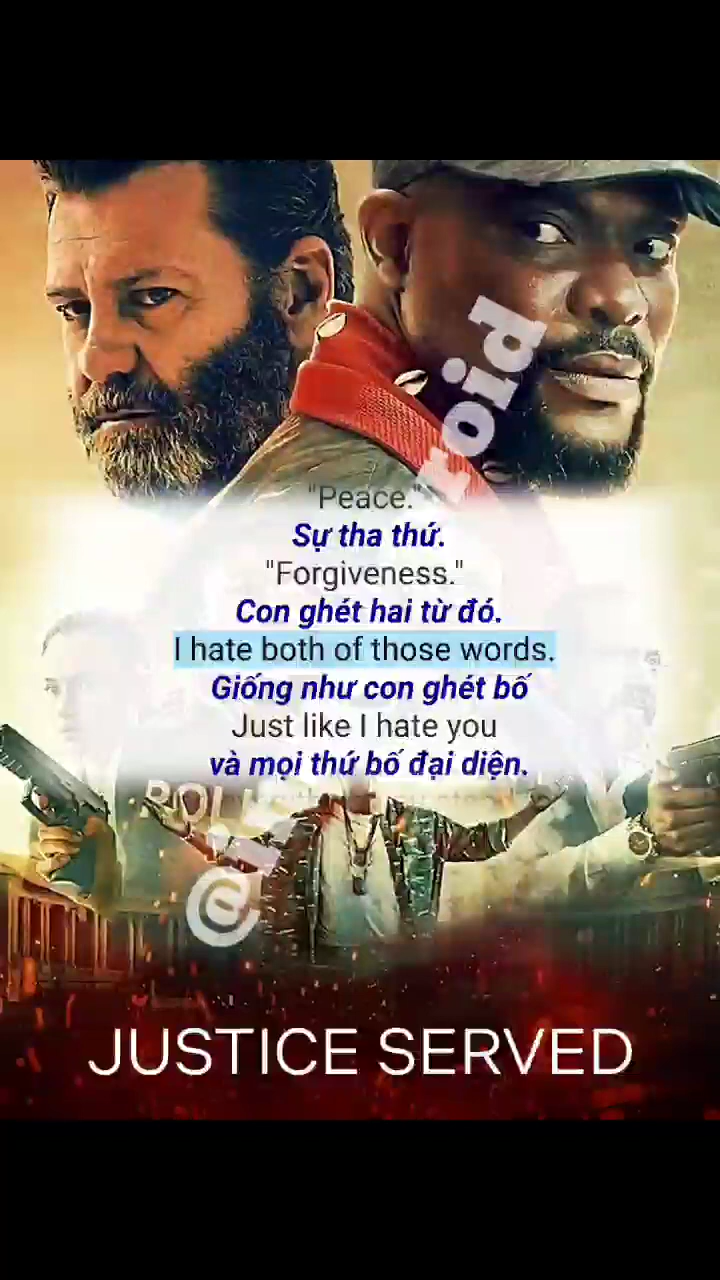 "Peace."
Sự tha thứ.
"Forgiveness."
Con ghét hai từ đó.
I hate both of those words.
Giống như con ghét bố
Just like I hate you
và mọi thứ bố đại diện.
roid
JUSTICE SERVED